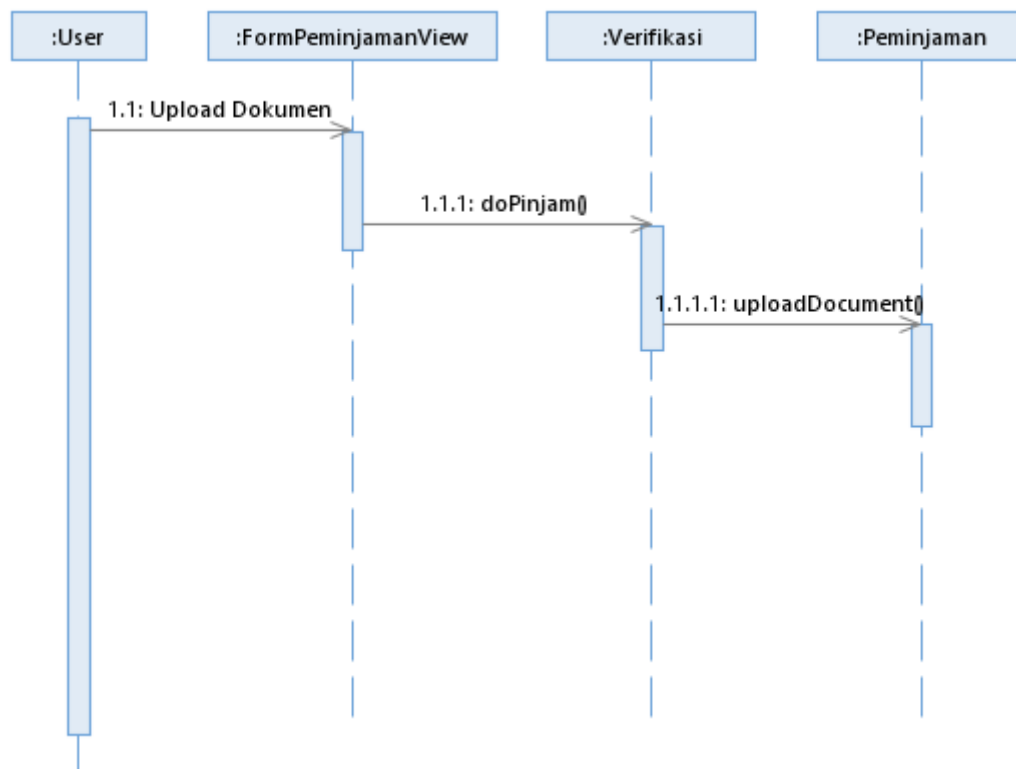 :User
:FormPeminjamanView
:Verifikasi
:Peminjaman
1.1: Upload Dokumen
1.1.1: doPinjam()
1.1.1.1: uploadDocument()